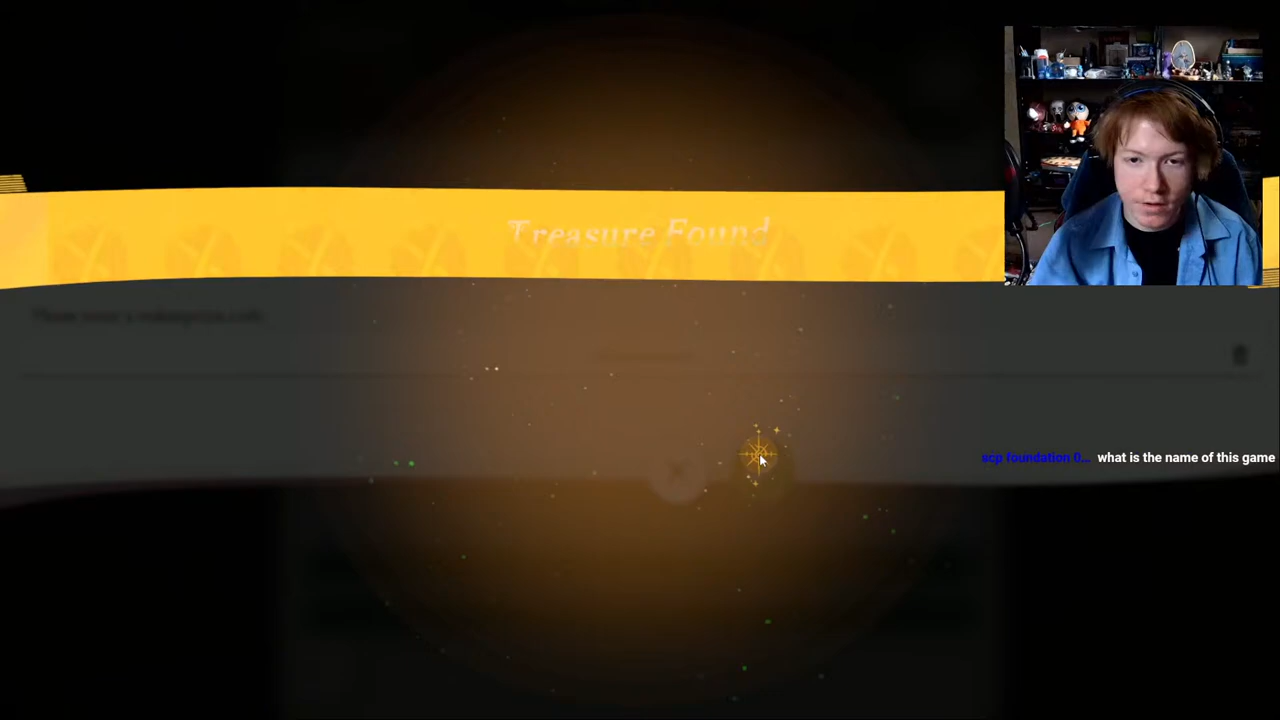 Treasure Found
scp foundation 0... what is the name of this game